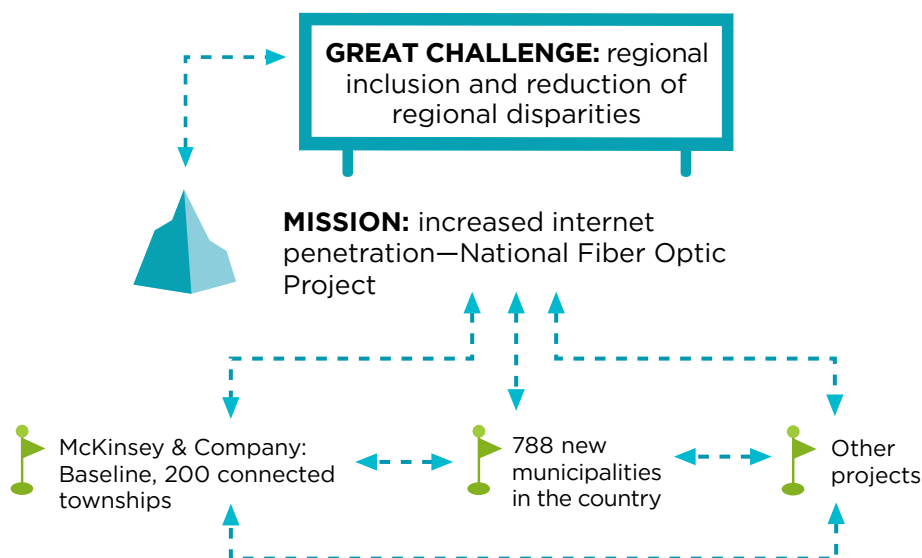 GREAT CHALLENGE: regional
inclusion and reduction of
regional disparities
MISSION: increased internet
penetration—National Fiber Optic
Project
McKinsey & Company:
Baseline, 200 connected
townships
788 new
municipalities
in the country
Other
projects